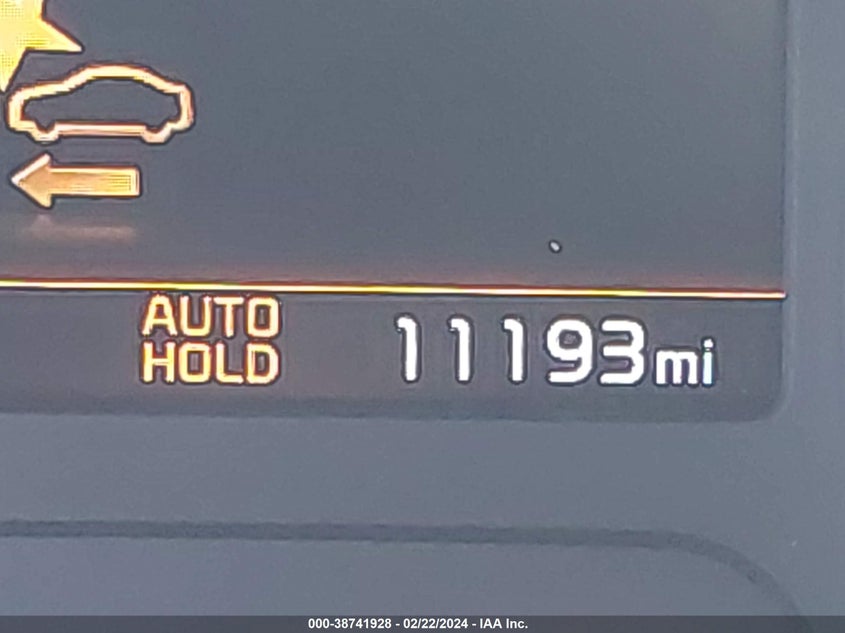 AUTO
HOLD
11193mi
000-38741928 - 02/22/2024 - IAA Inc.